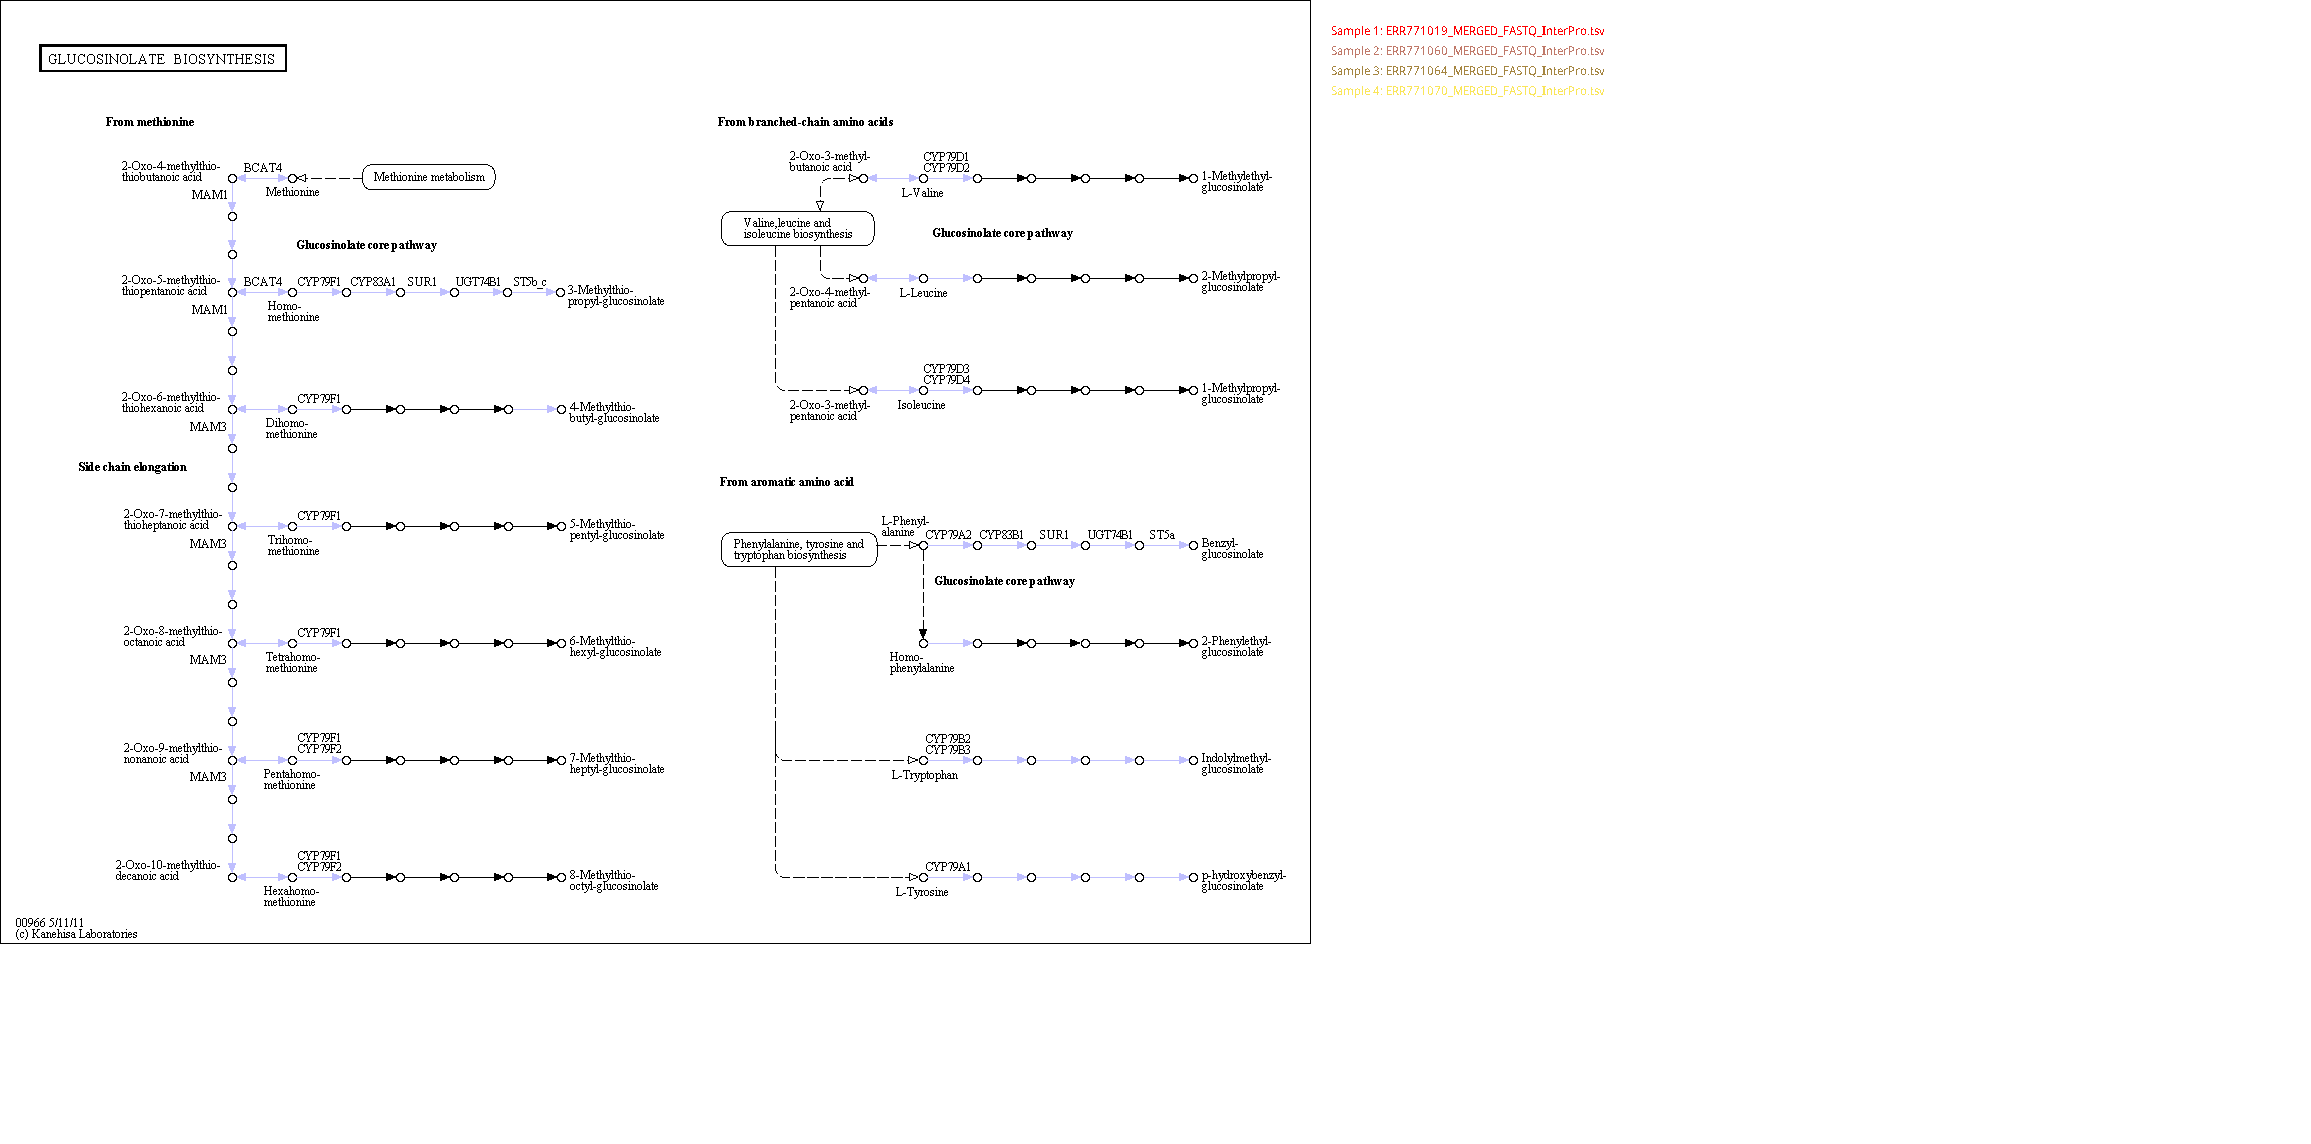 GLUCOSINOLATE BIOSYNTHESIS
Sample 1: ERR771019_MERGED_FASTQ_InterPro.tsv
Sample 2: ERR771060_MERGED_FASTQ_InterPro.tsv
Sample 3: ERR771064_MERGED_FASTQ_InterPro.tsv
Sample 4: ERR771070_MERGED_FASTQ_InterPro.tsv
From methionine
2-Oxo-4-methylthio-
thiobutanoic acid
BCAT4
Methionine
Methionine metabolism
MAM1
Glucosinolate core pathway
2-Oxo-5-methylthio-
thiopentanoic acid
BCAT4
CYP79F1
CYP83A1
SUR1
UGT74B1
ST5b_c
3-Methylthio-
propyl-glucosinolate
Homo-
methionine
MAM1
2-Oxo-6-methylthio-
thiohexanoic acid
CYP79F1
4-Methylthio-
butyl-glucosinolate
Dihomo-
methionine
MAM3
Side chain elongation
2-Oxo-7-methylthio-
thioheptanoic acid
CYP79F1
5-Methylthio-
pentyl-glucosinolate
Trihomo-
methionine
MAM3
2-Oxo-8-methylthio-
octanoic acid
CYP79F1
6-Methylthio-
hexyl-glucosinolate
Tetrahomo-
methionine
MAM3
2-Oxo-9-methylthio-
nonanoic acid
CYP79F1
CYP79F2
7-Methylthio-
heptyl-glucosinolate
Pentahomo-
methionine
MAM3
2-Oxo-10-methylthio-
decanoic acid
CYP79F1
CYP79F2
8-Methylthio-
octyl-glucosinolate
Hexahomo-
methionine
From branched-chain amino acids
2-Oxo-3-methyl-
butanoic acid
CYP79D1
CYP79D2
L-Valine
1-Methylethyl-
glucosinolate
Valine,leucine and
isoleucine biosynthesis
Glucosinolate core pathway
2-Oxo-4-methyl-
pentanoic acid
L-Leucine
2-Methylpropyl-
glucosinolate
CYP79D3
CYP79D4
2-Oxo-3-methyl-
pentanoic acid
Isoleucine
1-Methylpropyl-
glucosinolate
From aromatic amino acid
Phenylalanine, tyrosine and
tryptophan biosynthesis
L-Phenyl-
alanine
CYP79A2
CYP83B1
SUR1
UGT74B1
ST5a
Benzyl-
glucosinolate
Glucosinolate core pathway
Homo-
phenylalanine
2-Phenylethyl-
glucosinolate
CYP79B2
CYP79B3
L-Tryptophan
Indolylmethyl-
glucosinolate
CYP79A1
L-Tyrosine
p-hydroxybenzyl-
glucosinolate
00966 5/11/11
(c) Kanehisa Laboratories